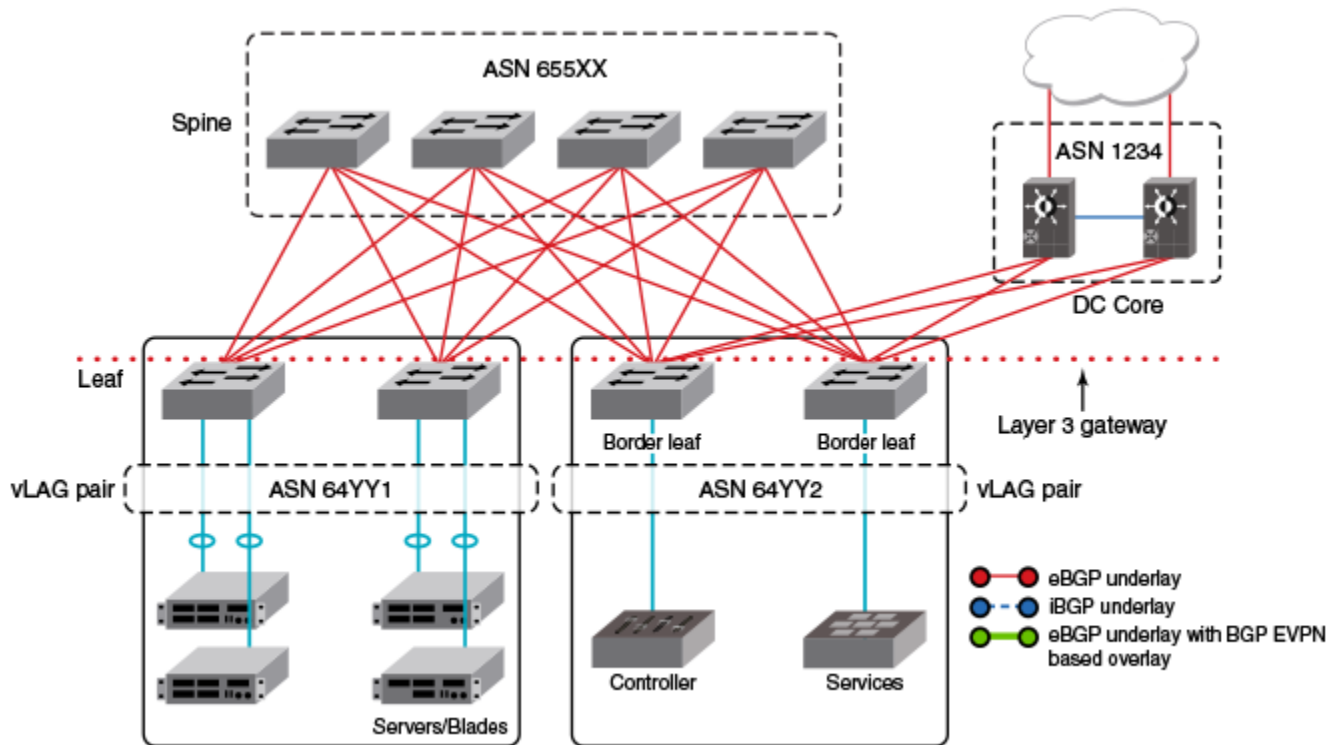 ASN 655XX
Spine
ASN 1234
DC Core
Leaf
Layer 3 gateway
Border leaf
Border leaf
vLAG pair
ASN 64YY1
ASN 64YY2
vLAG pair
eBGP underlay
iBGP underlay
eBGP underlay with BGP EVPN
based overlay
Controller
Services
Servers/Blades